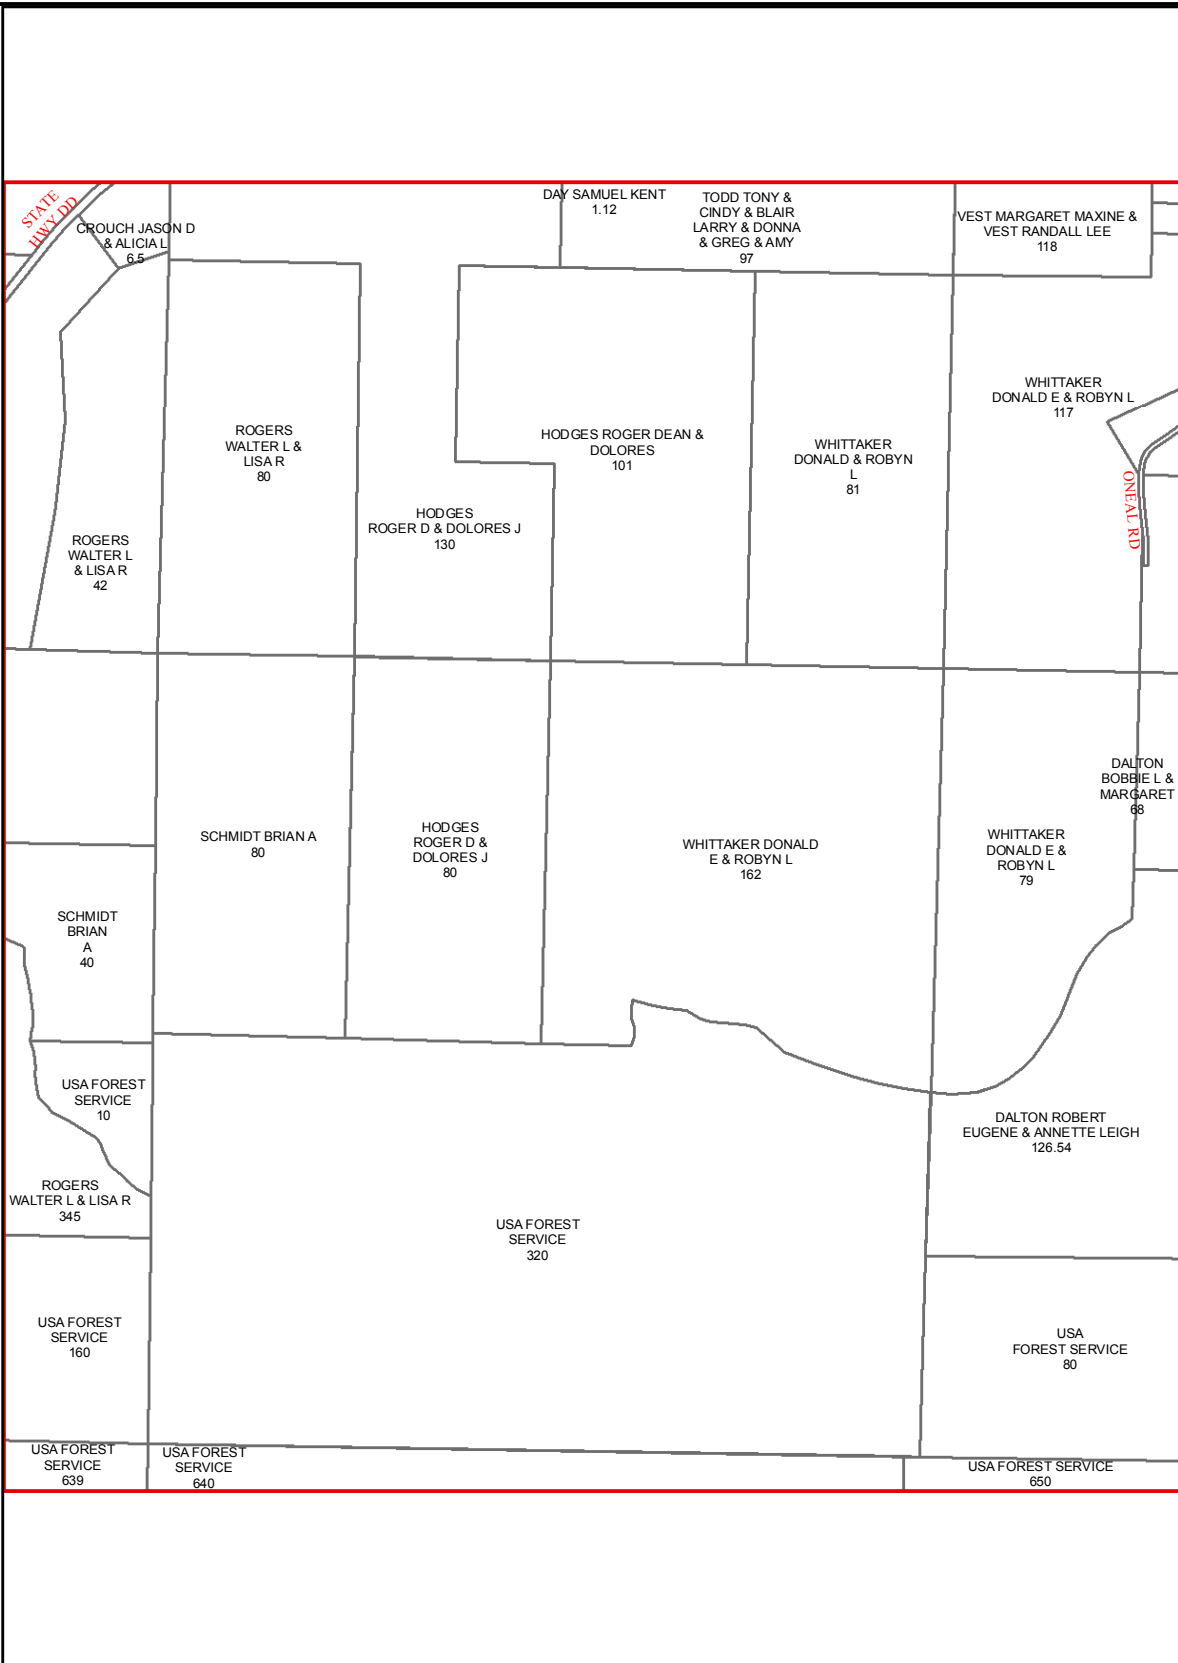 STATE
HWY DD
CROUCH JASON D
& ALICIA L
6.5
DAY SAMUEL KENT
1.12
TODD TONY &
CINDY & BLAIR
LARRY & DONNA
& GREG & AMY
97
VEST MARGARET MAXINE &
VEST RANDALL LEE
118
WHITTAKER
DONALD E & ROBYN L
117
ROGERS
WALTER L &
LISA R
80
HODGES ROGER DEAN &
DOLORES
101
WHITTAKER
DONALD & ROBYN
L
81
ONEAL RD
HODGES
ROGER D & DOLORES J
130
ROGERS
WALTER L
& LISA R
42
DALTON
BOBBIE L &
MARGARET
68
SCHMIDT BRIAN A
80
HODGES
ROGER D &
DOLORES J
80
WHITTAKER DONALD
E & ROBYN L
162
WHITTAKER
DONALD E &
ROBYN L
79
SCHMIDT
BRIAN
A
40
USA FOREST
SERVICE
10
DALTON ROBERT
EUGENE & ANNETTE LEIGH
126.54
ROGERS
WALTER L & LISA R
345
USA FOREST
SERVICE
320
USA FOREST
SERVICE
160
USA
FOREST SERVICE
80
USA FOREST
SERVICE
639
USA FOREST
SERVICE
640
USA FOREST SERVICE
650